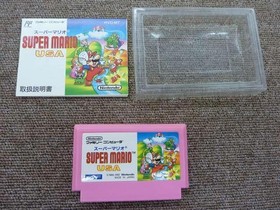 スーパーマリオ
SUPER MARIO
USA
Nintendo
取扱説明書
Nintendo
ファミリーコンピュータ
スーパーマリオ
SUPER MARIO
USA